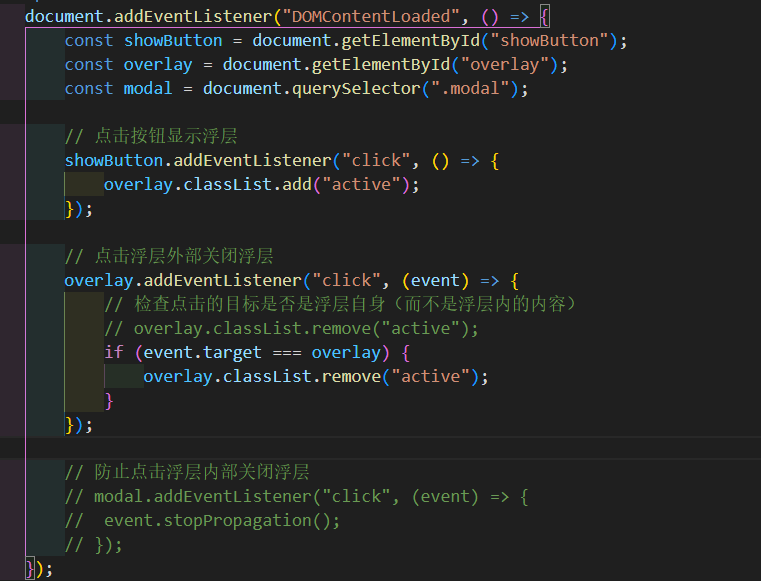 document.addEventListener("DOMContentLoaded", () => {
const showButton = document.getElementById("showButton");
const overlay = document.getElementById("overlay");
const modal = document.querySelector(".modal");
// 点击按钮显示浮层
showButton.addEventListener("click", () => {
overlay.classList.add("active");
});
// 点击浮层外部关闭浮层
overlay.addEventListener("click", (event) => {
// 检查点击的目标是否是浮层自身（而不是浮层内的内容）
// overlay.classList.remove("active");
if (event.target === overlay) {
overlay.classList.remove("active");
}
});
// 防止点击浮层内部关闭浮层
// modal.addEventListener("click", (event) => {
//  event.stopPropagation();
// });
});